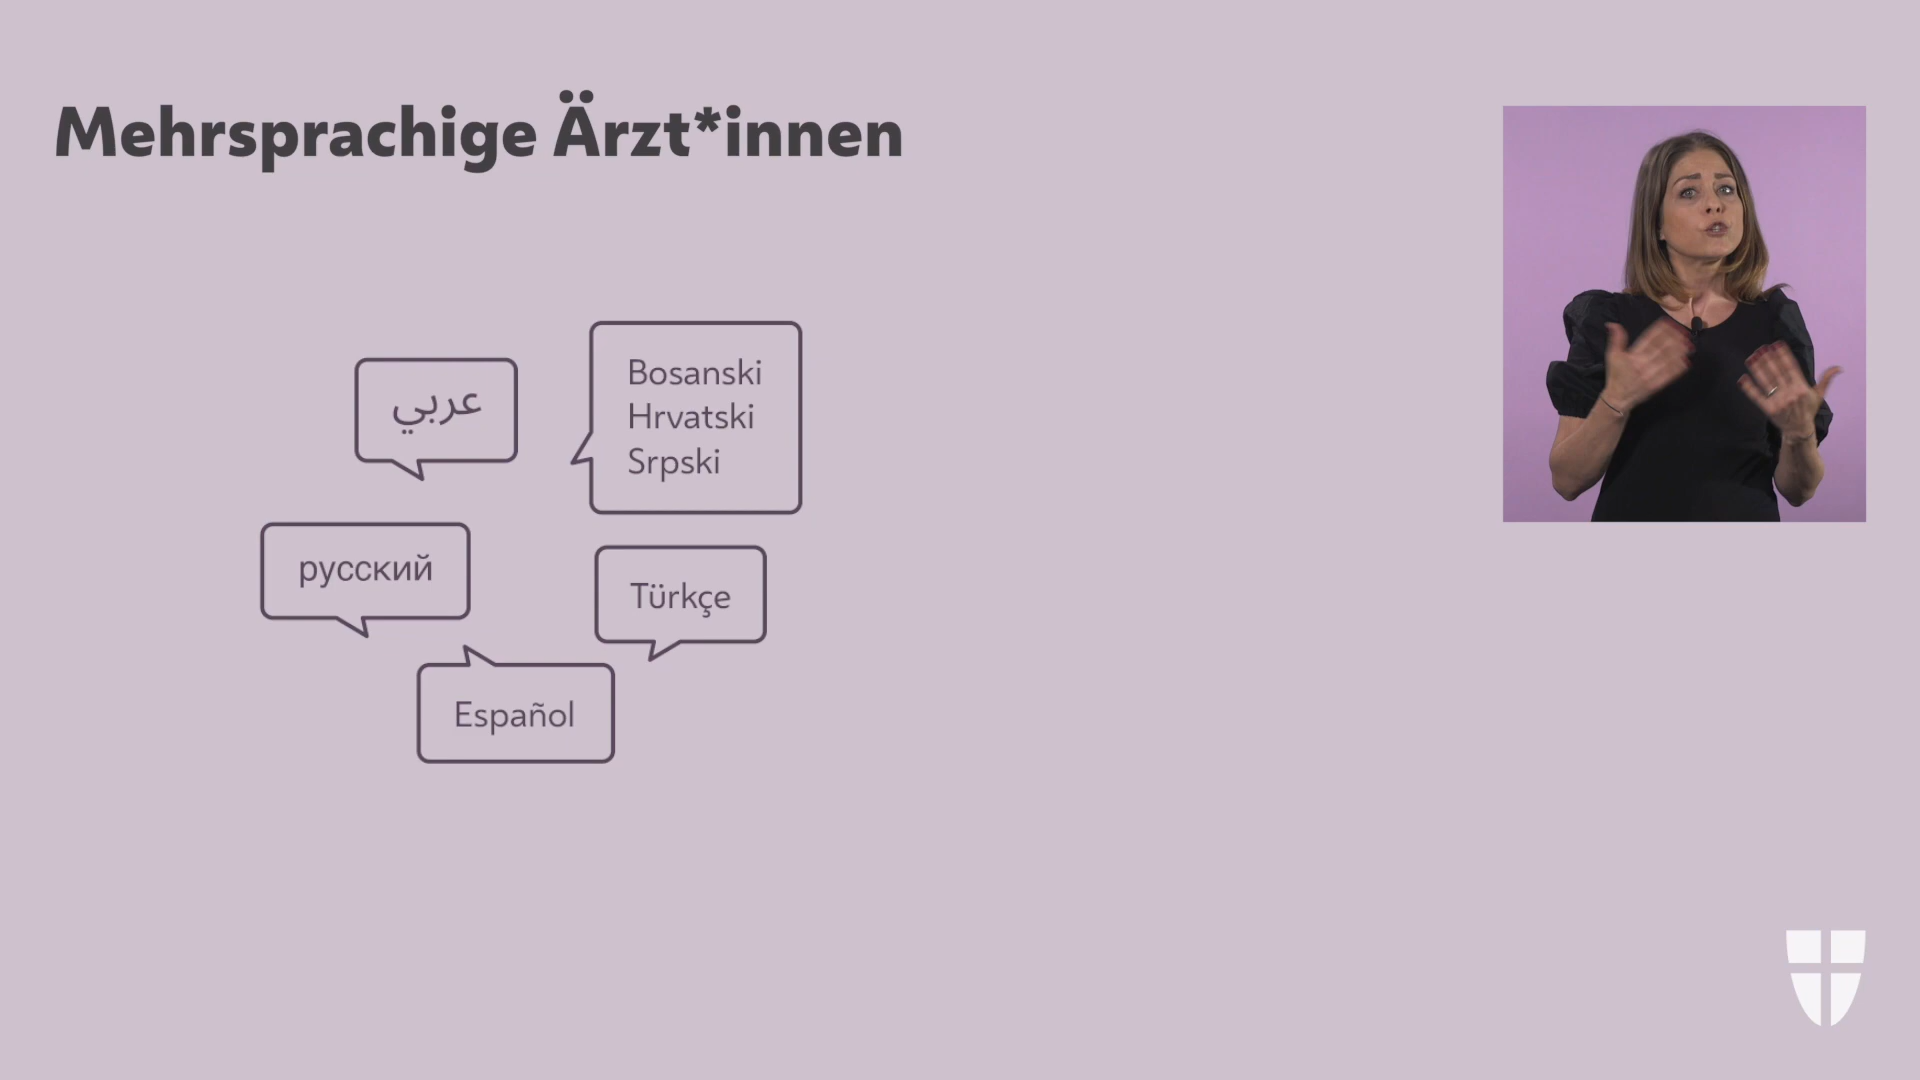 Mehrsprachige Ärzt*innen
عربي
Bosanski
Hrvatski
Srpski
русский
Türkçe
Español